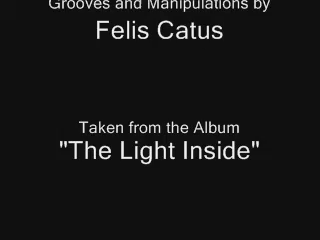 Grooves and Manipulations by
Felis Catus
Taken from the Album
"The Light Inside"